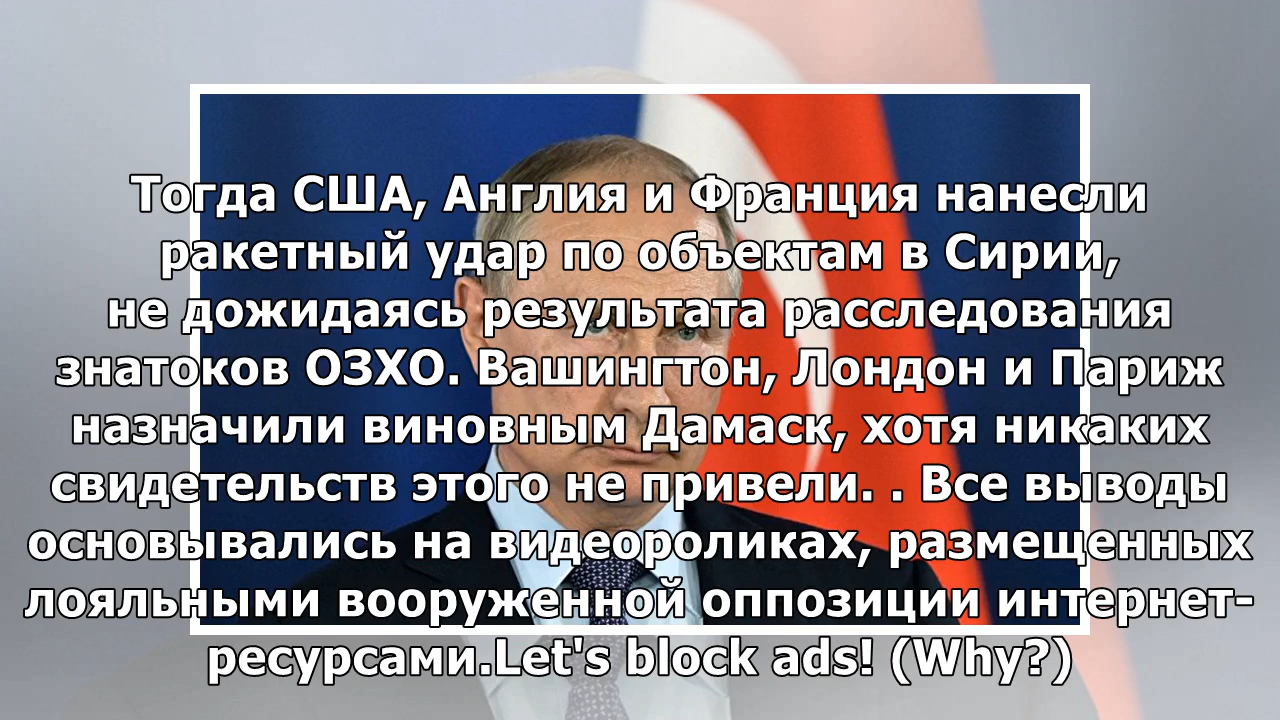 Тогда США, Англия и Франция нанесли
ракетный удар по объектам в Сирии,
не дожидаясь результата расследования
знатоков ОЗХО. Вашингтон, Лондон и Париж
назначили виновным Дамаск, хотя никаких
свидетельств этого не привели. . Все выводы
основывались на видеороликах, размещенных
лояльными вооруженной оппозиции интернет-
ресурсами.Let's block ads! (Why?)